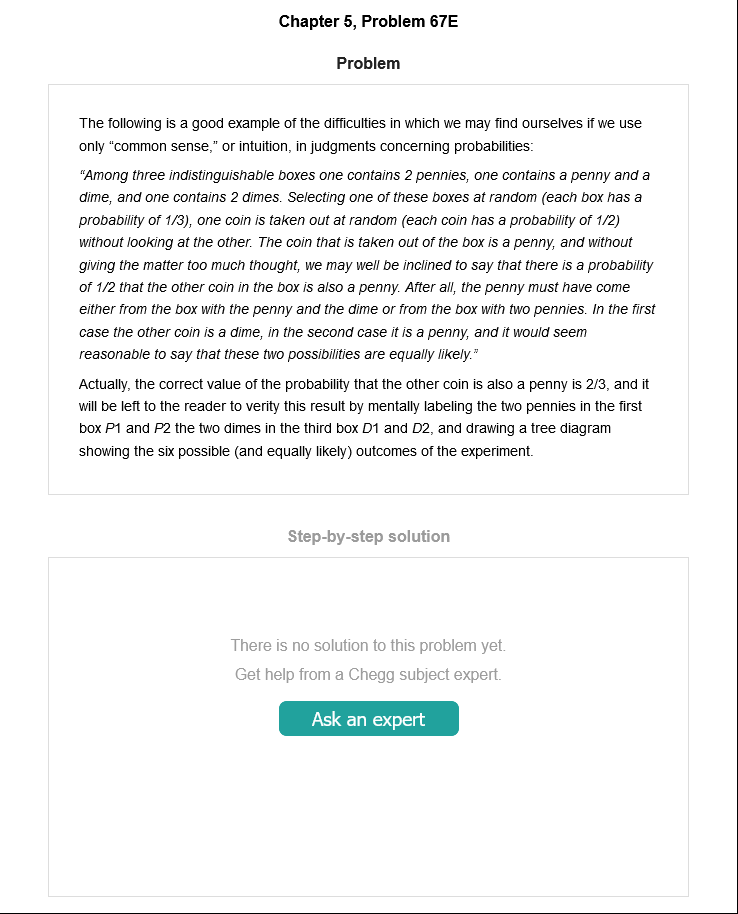 Chapter 5, Problem 67E
Problem
The following is a good example of the difficulties in which we may find ourselves if we use
only “common sense,” or intuition, in judgments concerning probabilities:
“Among three indistinguishable boxes one contains 2 pennies, one contains a penny and a
dime, and one contains 2 dimes. Selecting one of these boxes at random (each box has a
probability of 1/3), one coin is taken out at random (each coin has a probability of 1/2)
without looking at the other. The coin that is taken out of the box is a penny, and without
giving the matter too much thought, we may well be inclined to say that there is a probability
of 1/2 that the other coin in the box is also a penny. After all, the penny must have come
either from the box with the penny and the dime or from the box with two pennies. In the first
case the other coin is a dime, in the second case it is a penny, and it would seem
reasonable to say that these two possibilities are equally likely.”
Actually, the correct value of the probability that the other coin is also a penny is 2/3, and it
will be left to the reader to verify this result by mentally labeling the two pennies in the first
box P1 and P2 the two dimes in the third box D1 and D2, and drawing a tree diagram
showing the six possible (and equally likely) outcomes of the experiment.
Step-by-step solution
There is no solution to this problem yet.
Get help from a Chegg subject expert.
Ask an expert